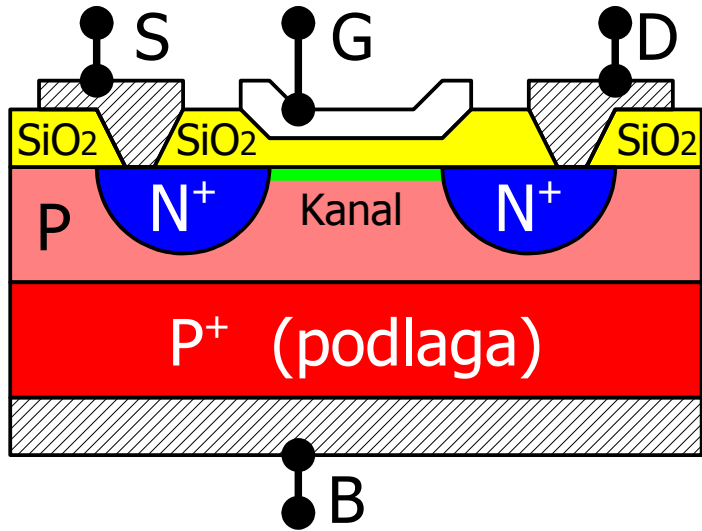 S G D
SiO₂ SiO₂ SiO₂
P N⁺ Kanal N⁺
P⁺ (podlaga)
B